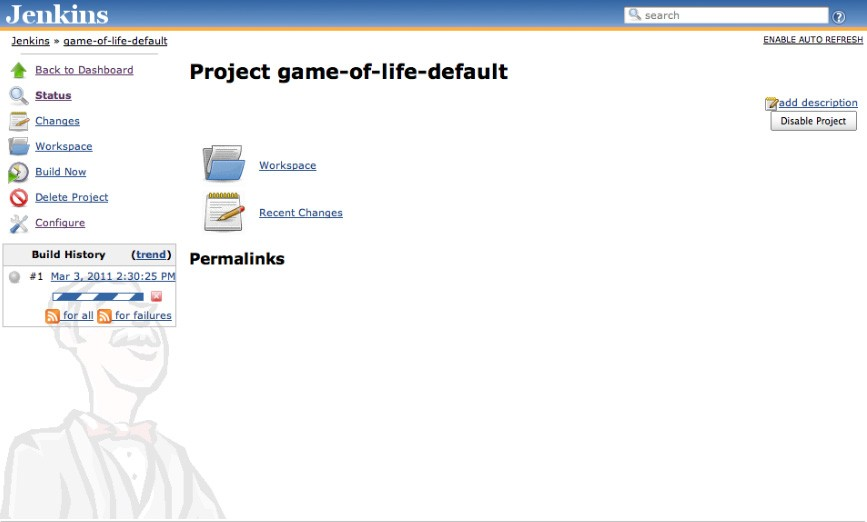 Jenkins
search
Jenkins » game-of-life-default
ENABLE AUTO REFRESH
Back to Dashboard
Status
Changes
Workspace
Build Now
Delete Project
Configure
Build History (trend)
#1 Mar 3, 2011 2:30:25 PM
for all for failures
Project game-of-life-default
add description
Disable Project
Workspace
Recent Changes
Permalinks